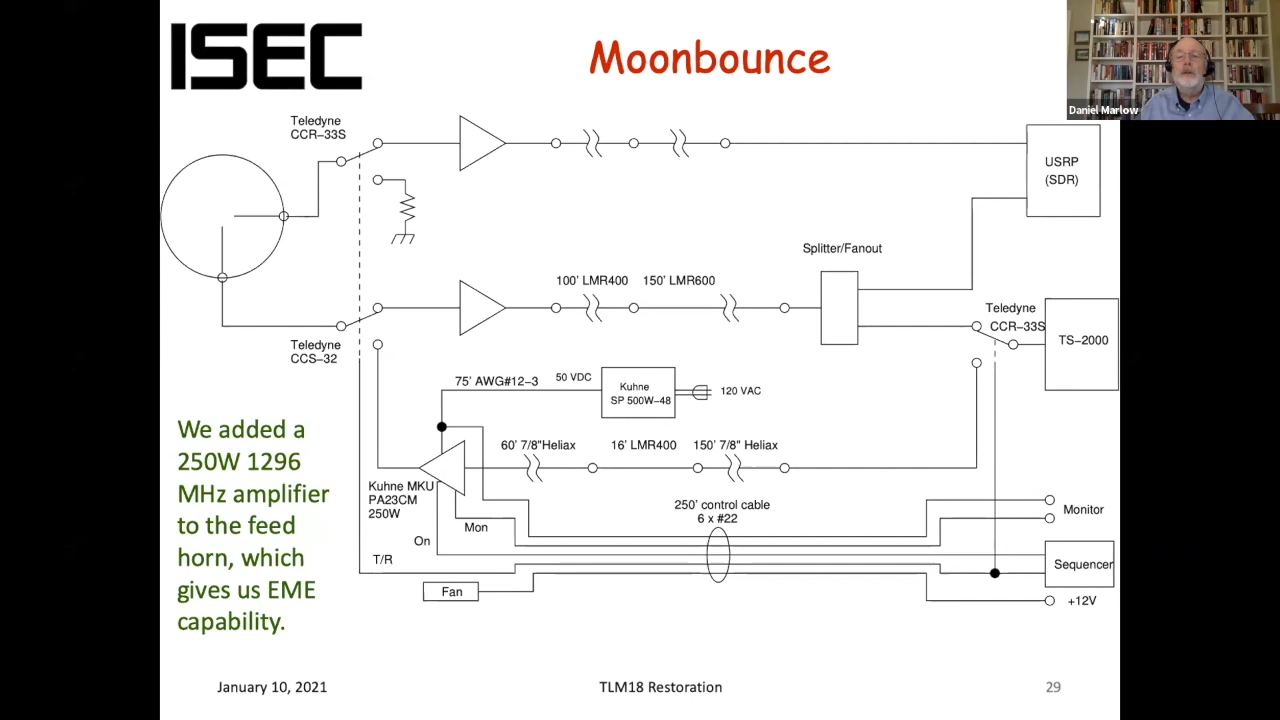 ISEC
Moonbounce
Daniel Marlow
Teledyne
CCR-33S
USRP
(SDR)
Splitter/Fanout
100' LMR400
150' LMR600
Teledyne
CCR-33S
TS-2000
Teledyne
CCS-32
75' AWG#12-3
50 VDC
Kuhne
SP 500W-48
120 VAC
We added a
250W 1296
MHz amplifier
to the feed
horn, which
gives us EME
capability.
60' 7/8"Heliax
16' LMR400
150' 7/8" Heliax
Kuhne MKU
PA23CM
250W
250' control cable
6 x #22
Mon
On
T/R
Monitor
Sequencer
Fan
+12V
January 10, 2021
TLM18 Restoration
29